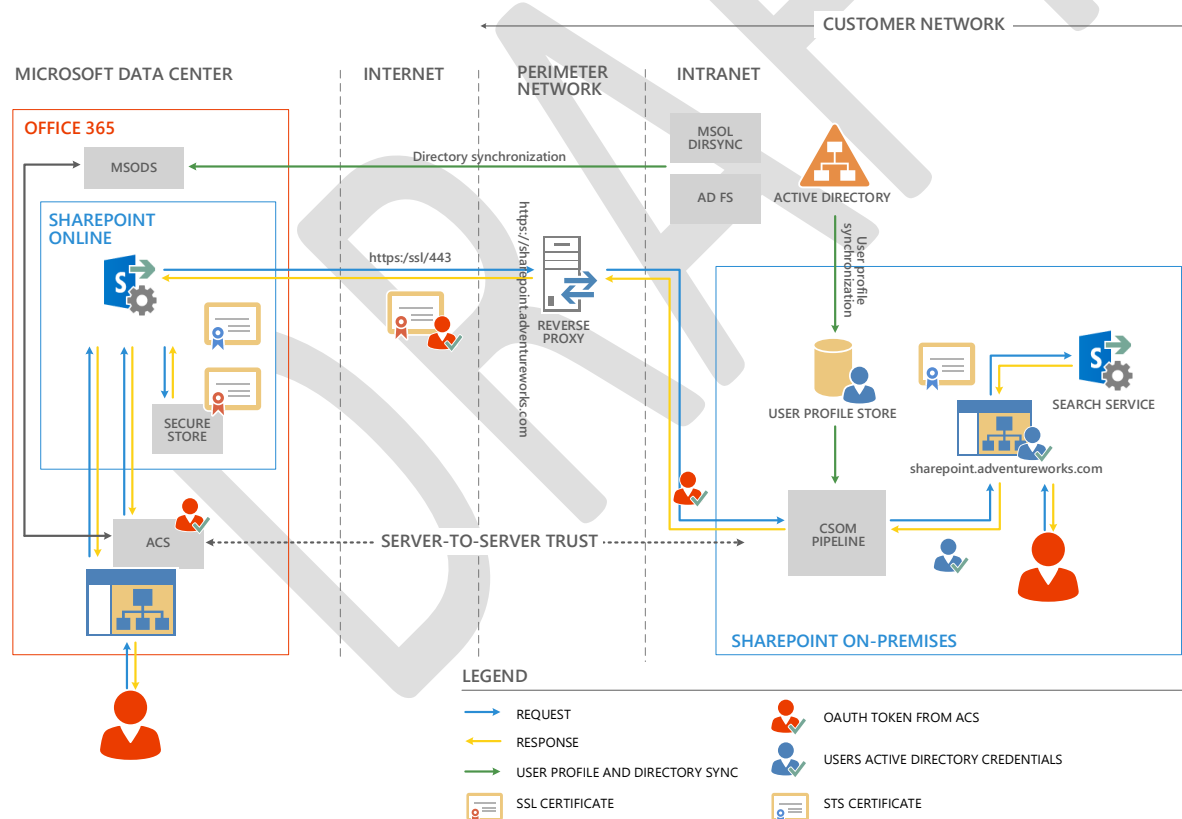 CUSTOMER NETWORK
MICROSOFT DATA CENTER
INTERNET
PERIMETER
NETWORK
INTRANET
OFFICE 365
MSODS
Directory synchronization
MSOL
DIRSYNC
AD FS
ACTIVE DIRECTORY
SHAREPOINT
ONLINE
S
https:/ssl/443
https://sharepoint.adventureworks.com
REVERSE
PROXY
User profile
synchronization
USER PROFILE STORE
S
SEARCH SERVICE
sharepoint.adventureworks.com
SECURE
STORE
ACS
SERVER-TO-SERVER TRUST
CSOM
PIPELINE
SHAREPOINT ON-PREMISES
LEGEND
REQUEST
RESPONSE
USER PROFILE AND DIRECTORY SYNC
SSL CERTIFICATE
OAUTH TOKEN FROM ACS
USERS ACTIVE DIRECTORY CREDENTIALS
STS CERTIFICATE
DRAFT